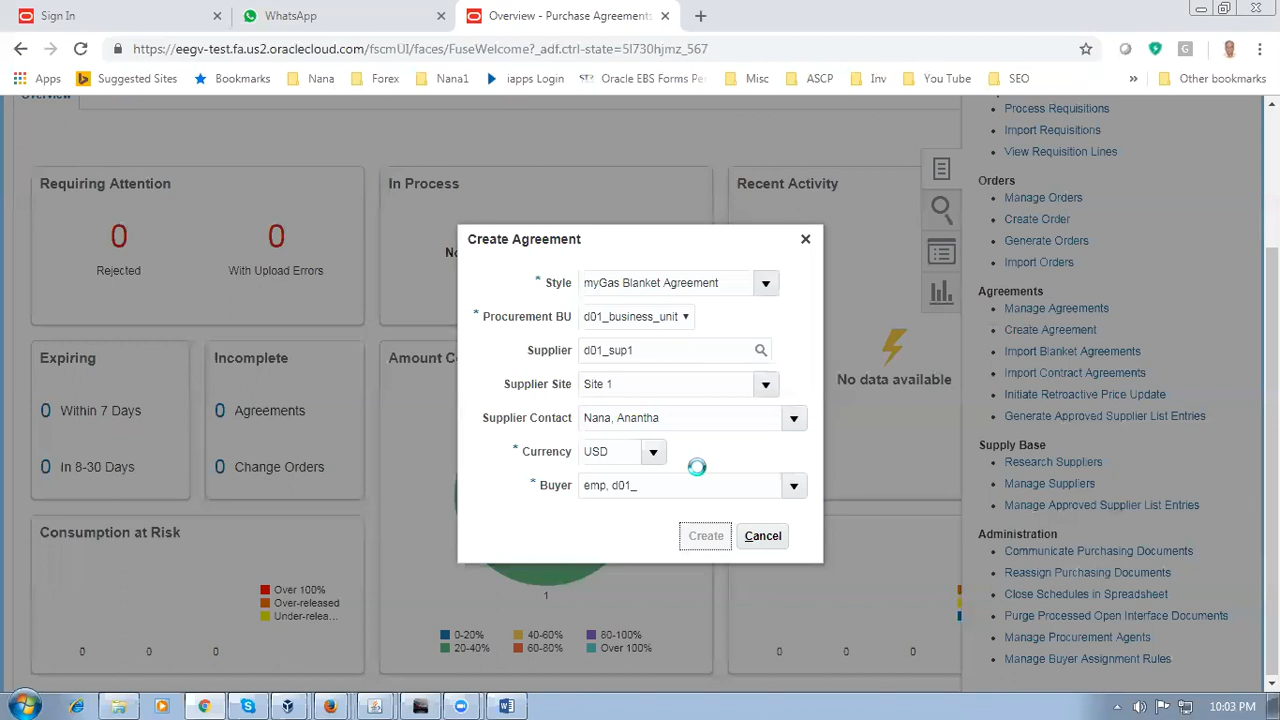 Sign In
WhatsApp
Overview - Purchase Agreements
https://eegv-test.fa.us2.oraclecloud.com/fscmUI/faces/FuseWelcome?_adf.ctrl-state=5l730hjmz_567
Apps
Suggested Sites
Bookmarks
Nana
Forex
Nana1
iapps Login
Oracle EBS Forms Pe
Misc
ASCP
Inv
You Tube
SEO
Other bookmarks
Overview
Requiring Attention
0
0
Rejected
With Upload Errors
In Process
No
Recent Activity
No data available
Expiring
0 Within 7 Days
0 In 8-30 Days
Incomplete
0 Agreements
0 Change Orders
Amount C
Consumption at Risk
Over 100%
Over-released
Under-relea…
0
0
0
1
0-20%
40-60%
80-100%
20-40%
60-80%
Over 100%
0
0
0
Create Agreement
* Style myGas Blanket Agreement
* Procurement BU d01_business_unit
Supplier d01_sup1
Supplier Site Site 1
Supplier Contact Nana, Anantha
* Currency USD
* Buyer emp, d01_
Create
Cancel
Process Requisitions
Import Requisitions
View Requisition Lines
Orders
Manage Orders
Create Order
Generate Orders
Import Orders
Agreements
Manage Agreements
Create Agreement
Import Blanket Agreements
Import Contract Agreements
Initiate Retroactive Price Update
Generate Approved Supplier List Entries
Supply Base
Research Suppliers
Manage Suppliers
Manage Approved Supplier List Entries
Administration
Communicate Purchasing Documents
Reassign Purchasing Documents
Close Schedules in Spreadsheet
Purge Processed Open Interface Documents
Manage Procurement Agents
Manage Buyer Assignment Rules
10:03 PM